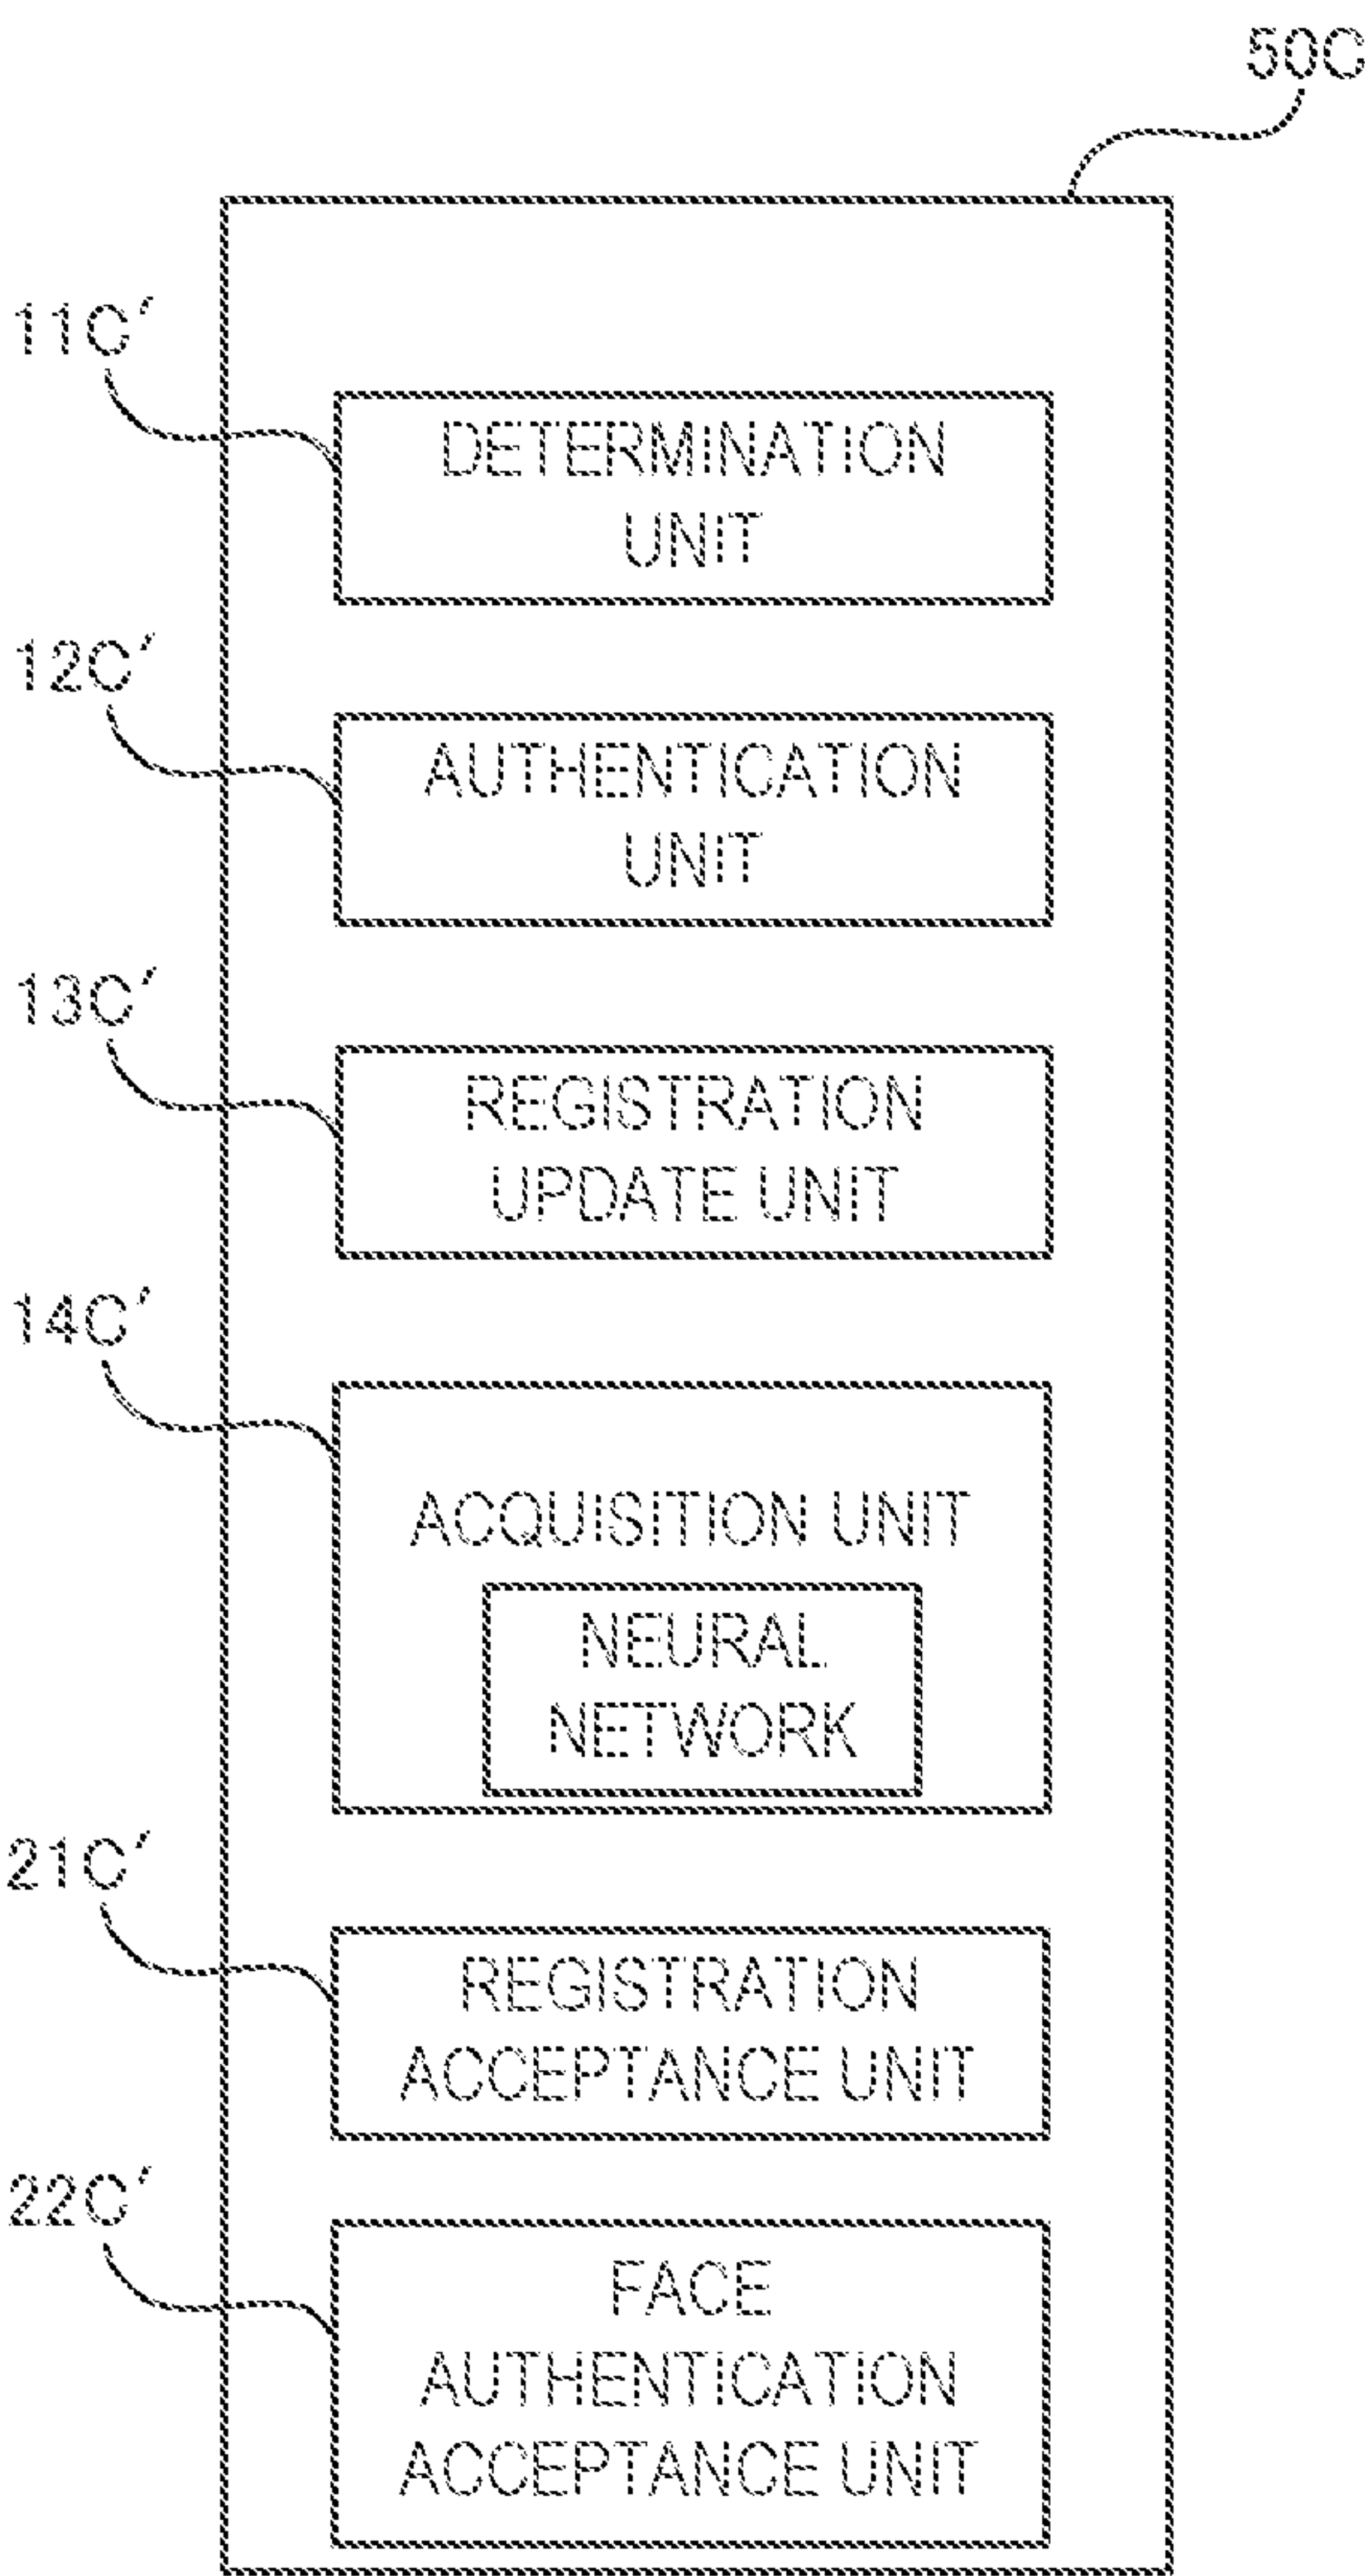 50C
11C′
DETERMINATION
UNIT
12C′
AUTHENTICATION
UNIT
13C′
REGISTRATION
UPDATE UNIT
14C′
ACQUISITION UNIT
NEURAL
NETWORK
21C′
REGISTRATION
ACCEPTANCE UNIT
22C′
FACE
AUTHENTICATION
ACCEPTANCE UNIT